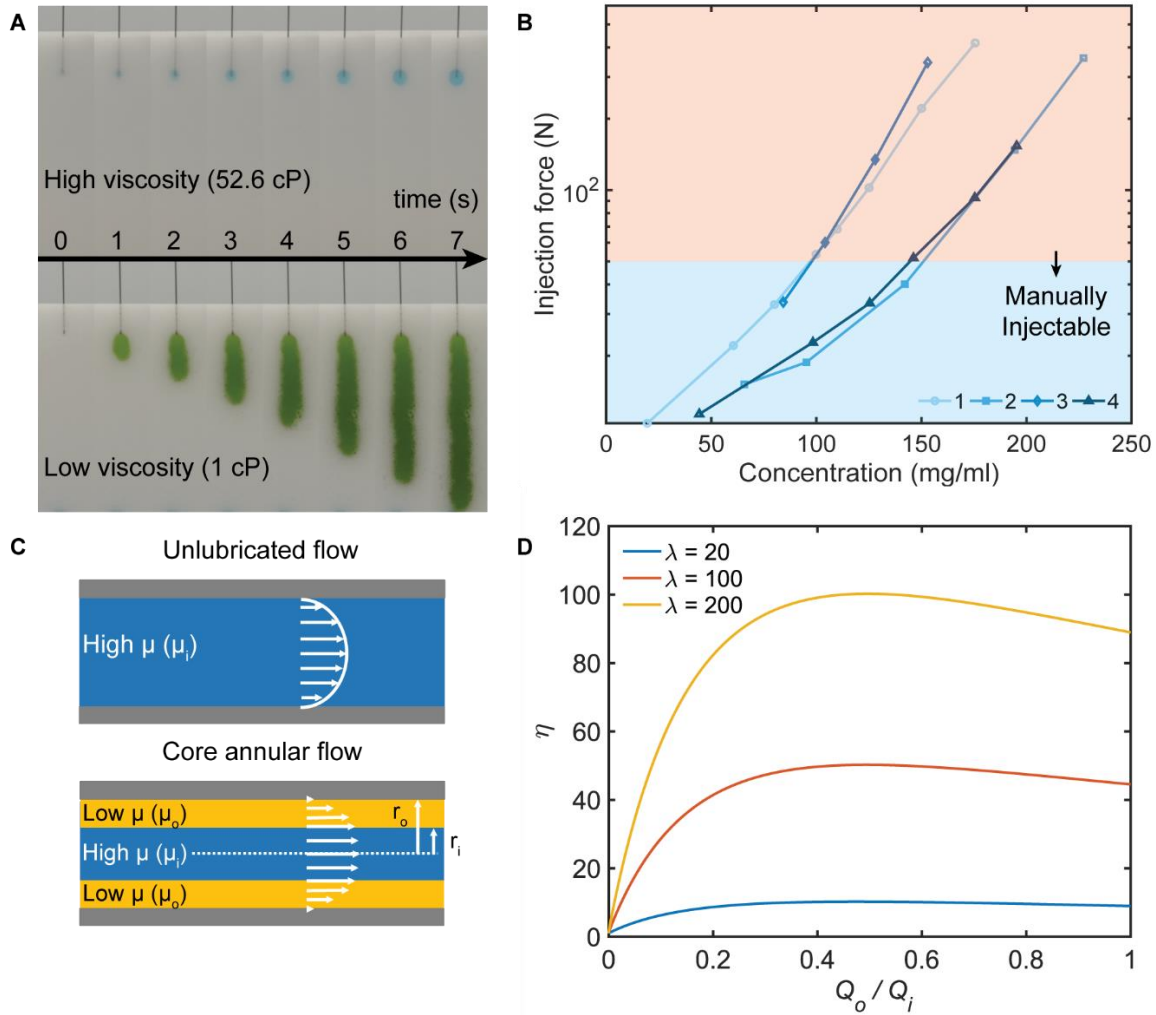 A
High viscosity (52.6 cP)
time (s)
0 1 2 3 4 5 6 7
Low viscosity (1 cP)
B
Injection force (N)
10²
Manually
Injectable
1 2 3 4
0 50 100 150 200 250
Concentration (mg/ml)
C
Unlubricated flow
High μ (μᵢ)
Core annular flow
Low μ (μₒ)
High μ (μᵢ)
Low μ (μₒ)
rₒ
rᵢ
D
λ = 20
λ = 100
λ = 200
η
120
100
80
60
40
20
0
0 0.2 0.4 0.6 0.8 1
Qₒ / Qᵢ